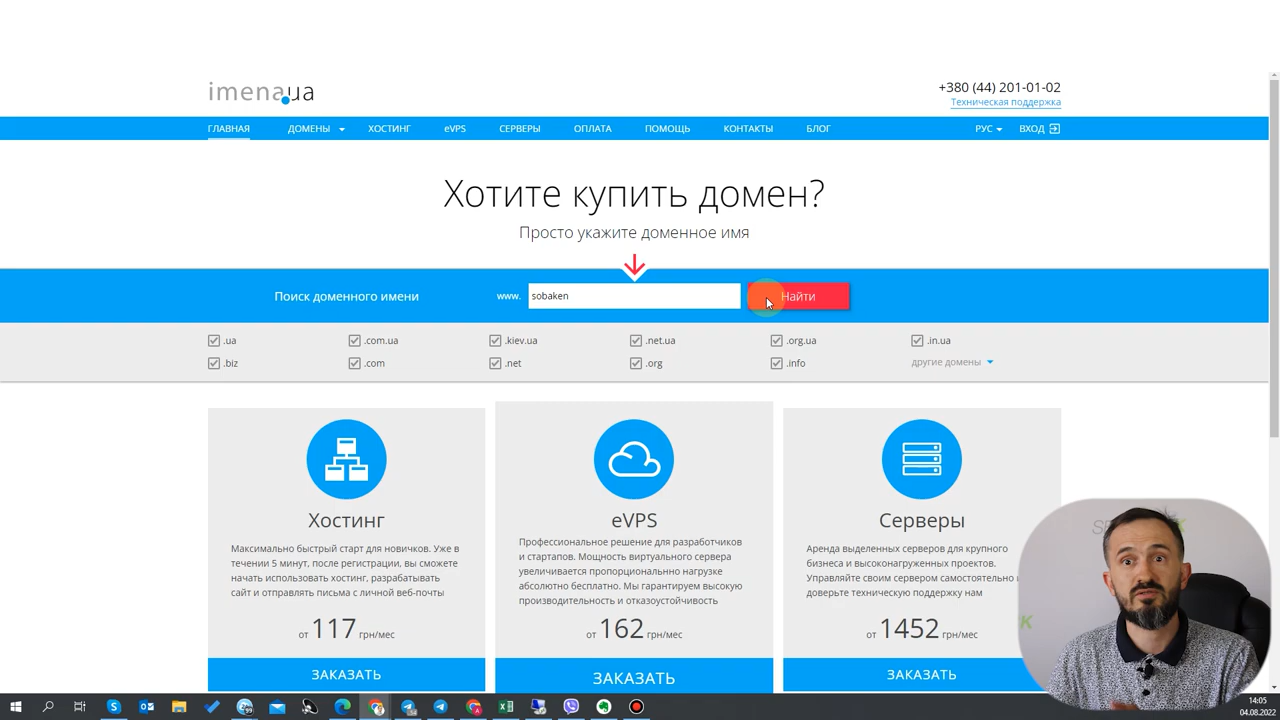 imena.ua
+380 (44) 201-01-02
Техническая поддержка
ГЛАВНАЯ ДОМЕНЫ ХОСТИНГ eVPS СЕРВЕРЫ ОПЛАТА ПОМОЩЬ КОНТАКТЫ БЛОГ РУС ВХОД
Хотите купить домен?
Просто укажите доменное имя
Поиск доменного имени www. sobaken Найти
.ua .com.ua .kiev.ua .net.ua .org.ua .in.ua
.biz .com .net .org .info другие домены
Хостинг
Максимально быстрый старт для новичков. Уже в
течении 5 минут, после регистрации, вы сможете
начать использовать хостинг, разрабатывать
сайт и отправлять письма с личной веб-почты
от 117 грн/мес
ЗАКАЗАТЬ
eVPS
Профессиональное решение для разработчиков
и стартапов. Мощность виртуального сервера
увеличивается пропорционально нагрузке
абсолютно бесплатно. Мы гарантируем высокую
производительность и отказоустойчивость
от 162 грн/мес
ЗАКАЗАТЬ
Серверы
Аренда выделенных серверов для крупного
бизнеса и высоконагруженных проектов.
Управляйте своим сервером самостоятельно
доверьте техническую поддержку нам
от 1452 грн/мес
ЗАКАЗАТЬ
14:05
04.08.2022